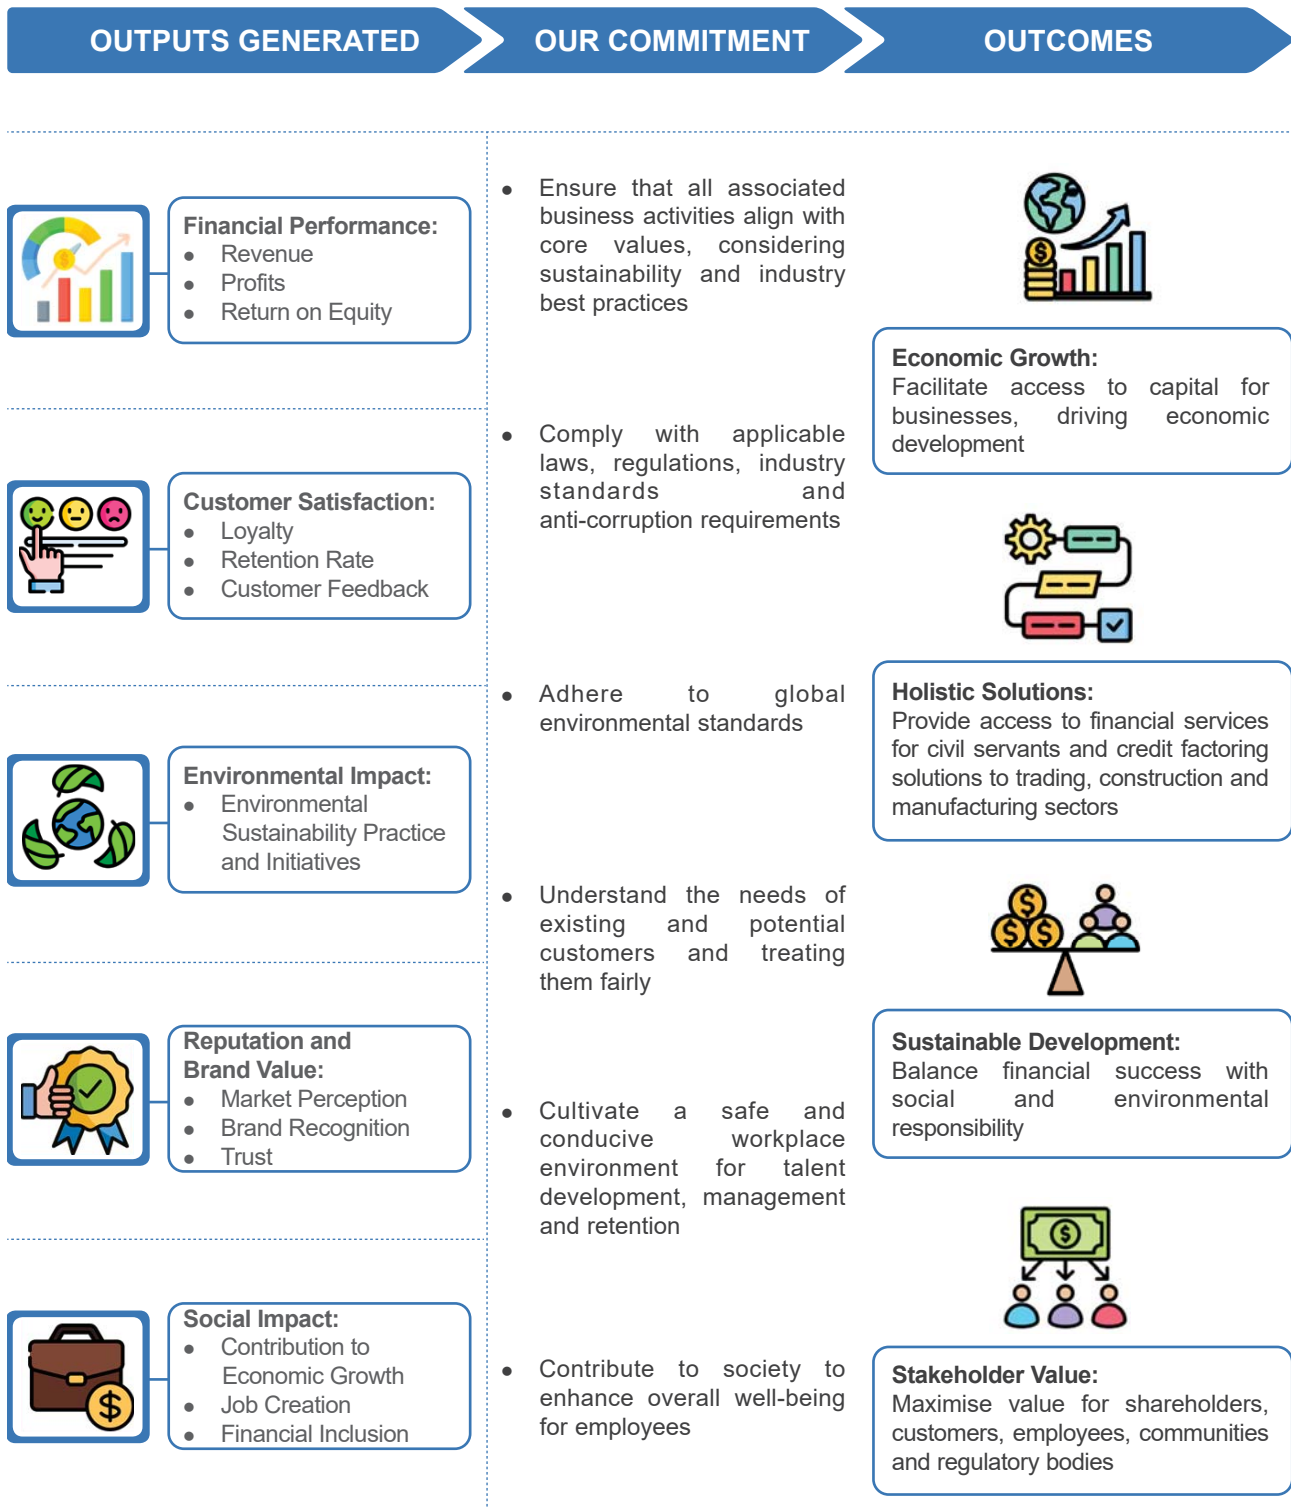 OUTPUTS GENERATED
OUR COMMITMENT
OUTCOMES
Financial Performance:
● Revenue
● Profits
● Return on Equity
Customer Satisfaction:
● Loyalty
● Retention Rate
● Customer Feedback
Environmental Impact:
● Environmental
Sustainability Practice
and Initiatives
Reputation and
Brand Value:
● Market Perception
● Brand Recognition
● Trust
Social Impact:
● Contribution to
Economic Growth
● Job Creation
● Financial Inclusion
● Ensure that all associated
business activities align with
core values, considering
sustainability and industry
best practices
● Comply with applicable
laws, regulations, industry
standards and
anti-corruption requirements
● Adhere to global
environmental standards
● Understand the needs of
existing and potential
customers and treating
them fairly
● Cultivate a safe and
conducive workplace
environment for talent
development, management
and retention
● Contribute to society to
enhance overall well-being
for employees
Economic Growth:
Facilitate access to capital for
businesses, driving economic
development
Holistic Solutions:
Provide access to financial services
for civil servants and credit factoring
solutions to trading, construction and
manufacturing sectors
Sustainable Development:
Balance financial success with
social and environmental
responsibility
Stakeholder Value:
Maximise value for shareholders,
customers, employees, communities
and regulatory bodies